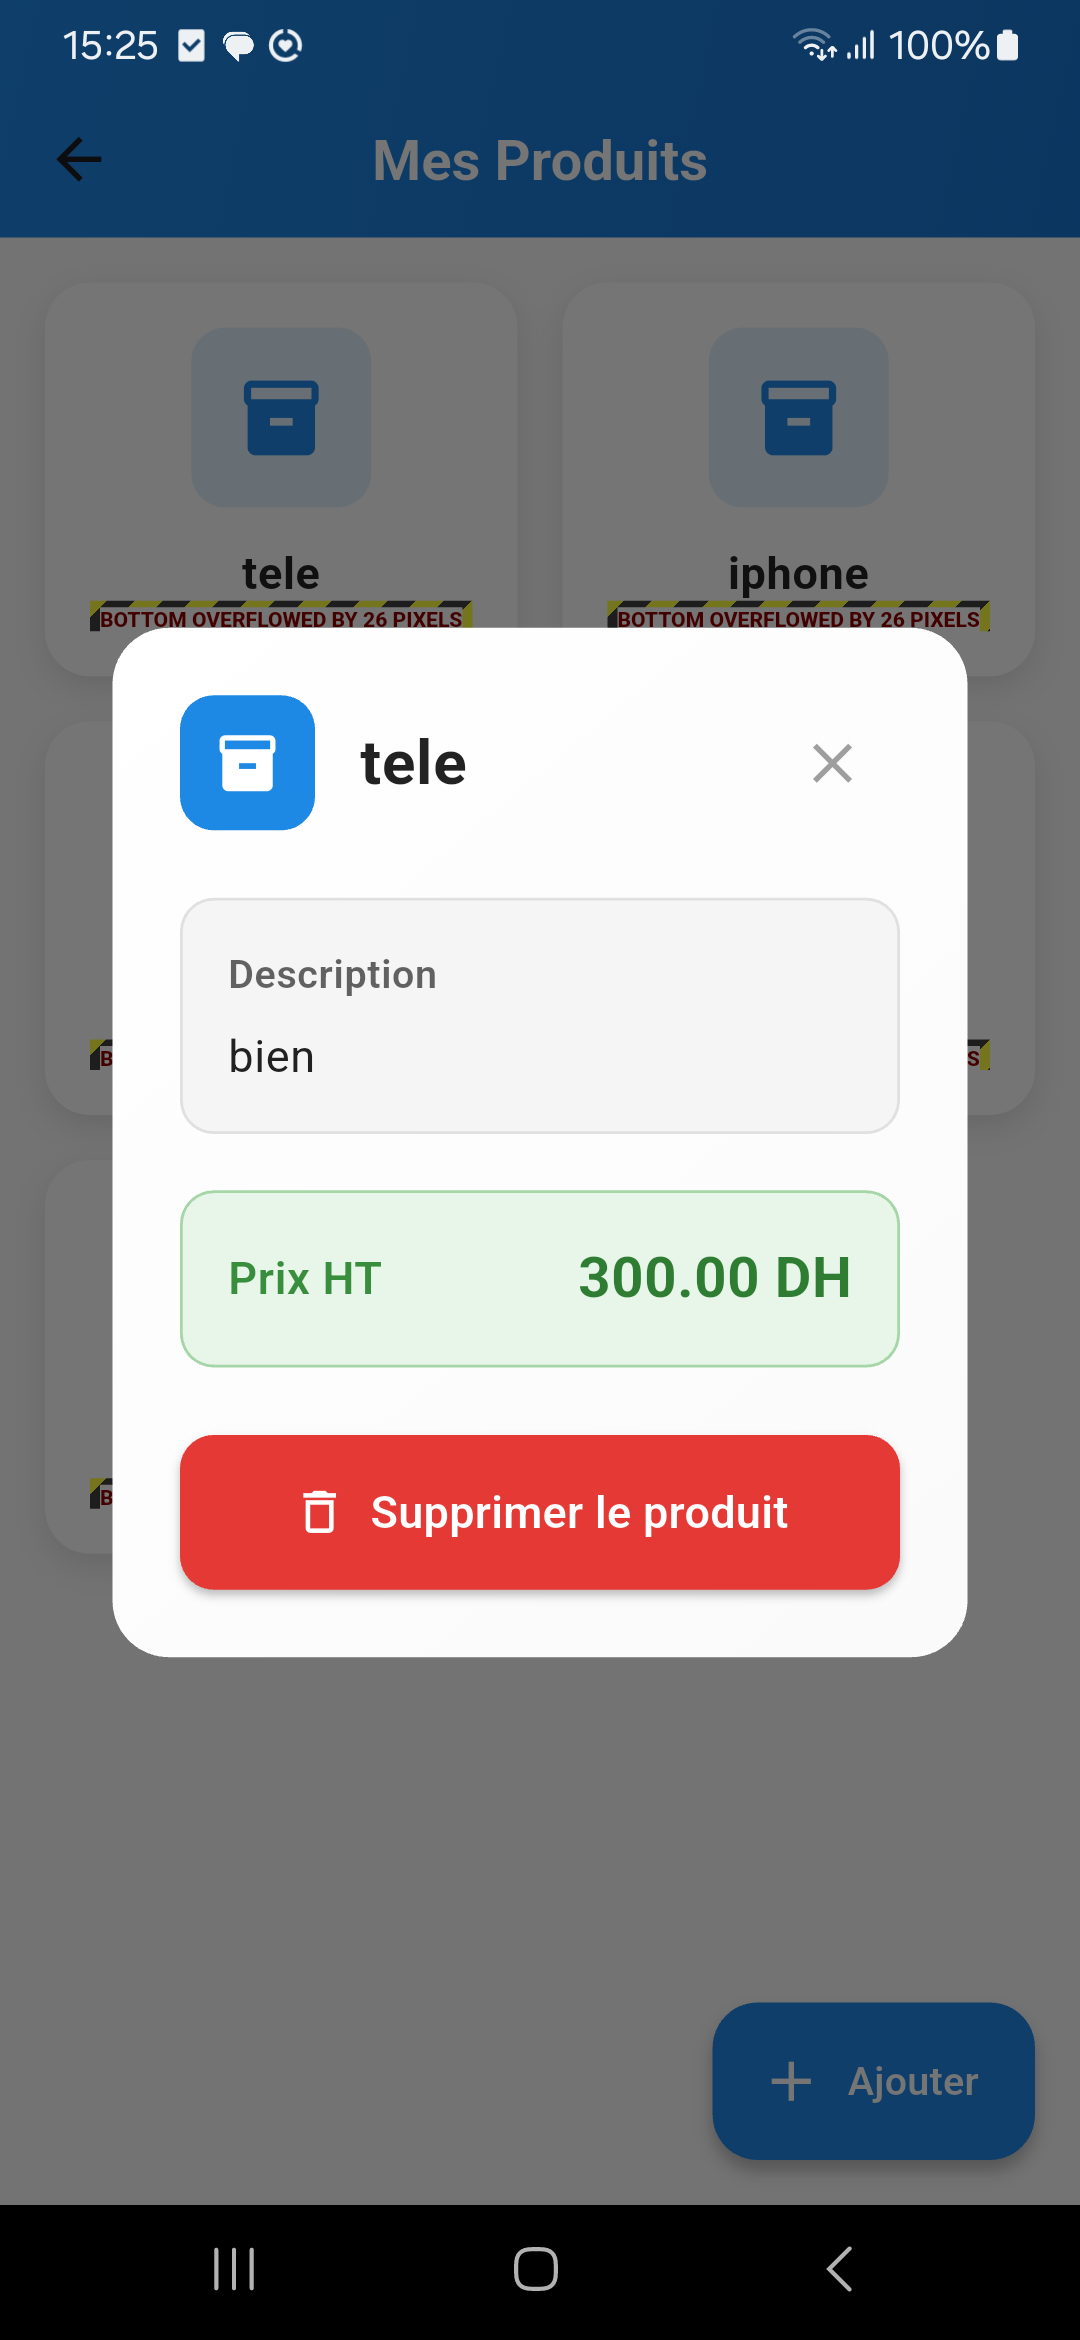 15:25 100%
Mes Produits
tele iphone
BOTTOM OVERFLOWED BY 26 PIXELS BOTTOM OVERFLOWED BY 26 PIXELS
tele
Description
bien
Prix HT 300.00 DH
Supprimer le produit
Ajouter